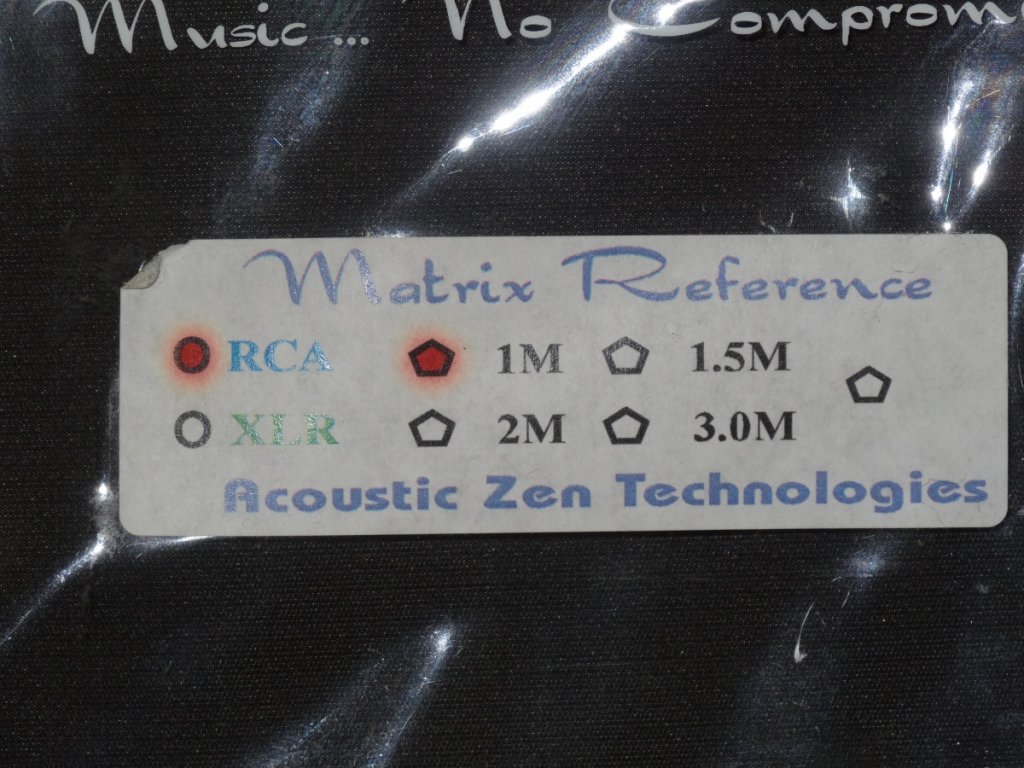 Music ... No
Matrix Reference
RCA 1M 1.5M
XLR 2M 3.0M
Acoustic Zen Technologies